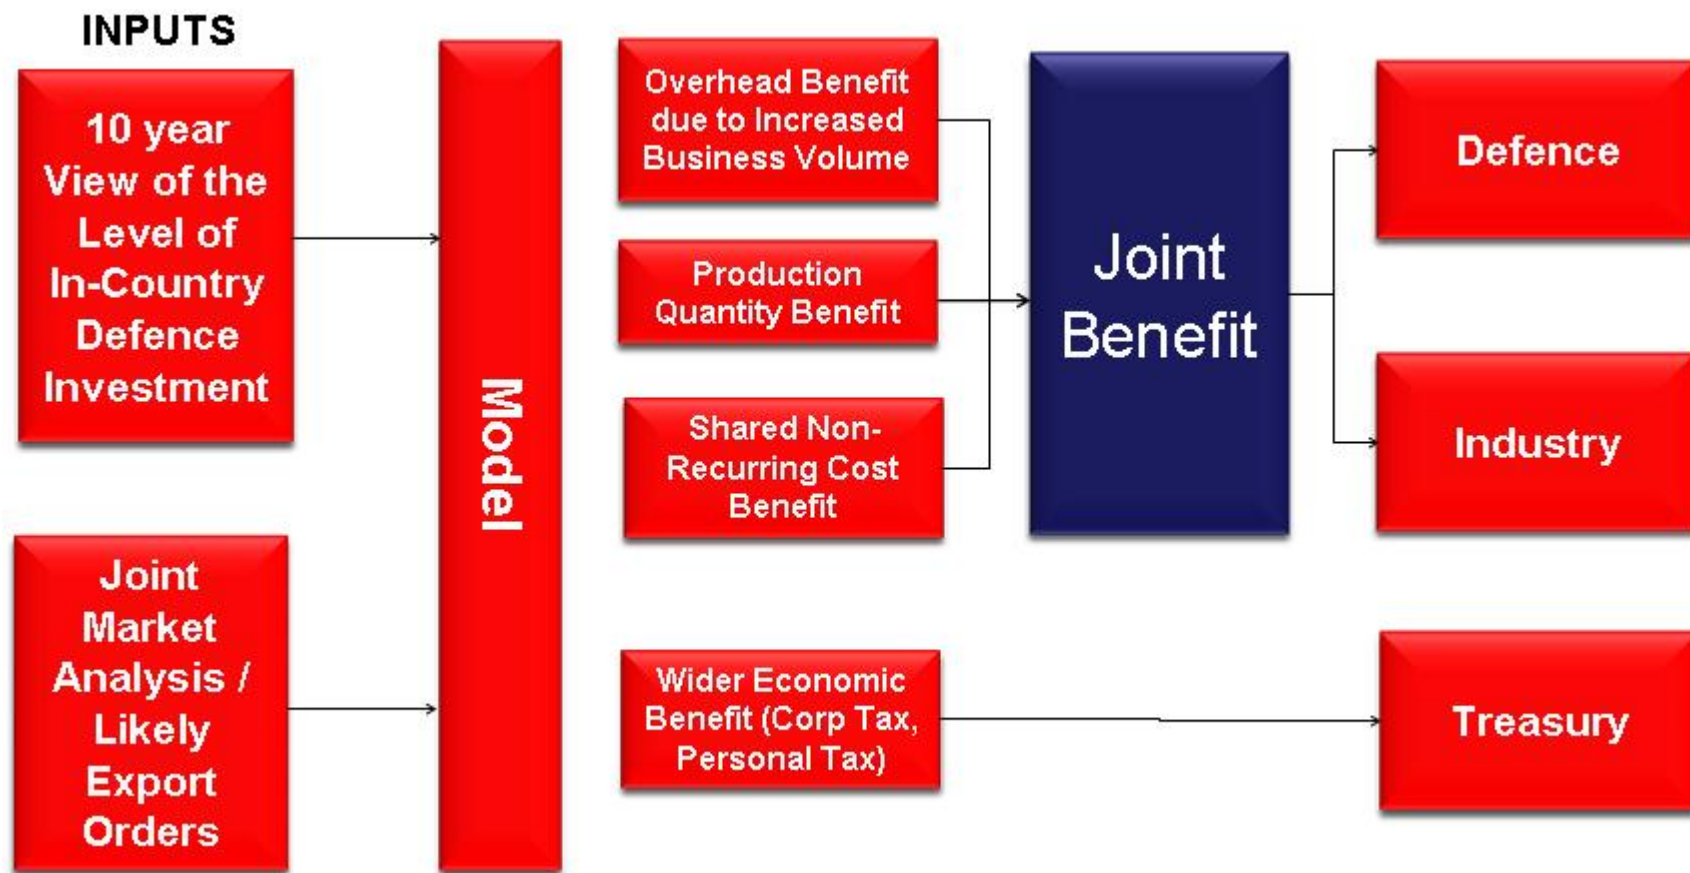 INPUTS
10 year
View of the
Level of
In-Country
Defence
Investment
Joint
Market
Analysis /
Likely
Export
Orders
Model
Overhead Benefit
due to Increased
Business Volume
Production
Quantity Benefit
Shared Non-
Recurring Cost
Benefit
Wider Economic
Benefit (Corp Tax,
Personal Tax)
Joint
Benefit
Defence
Industry
Treasury